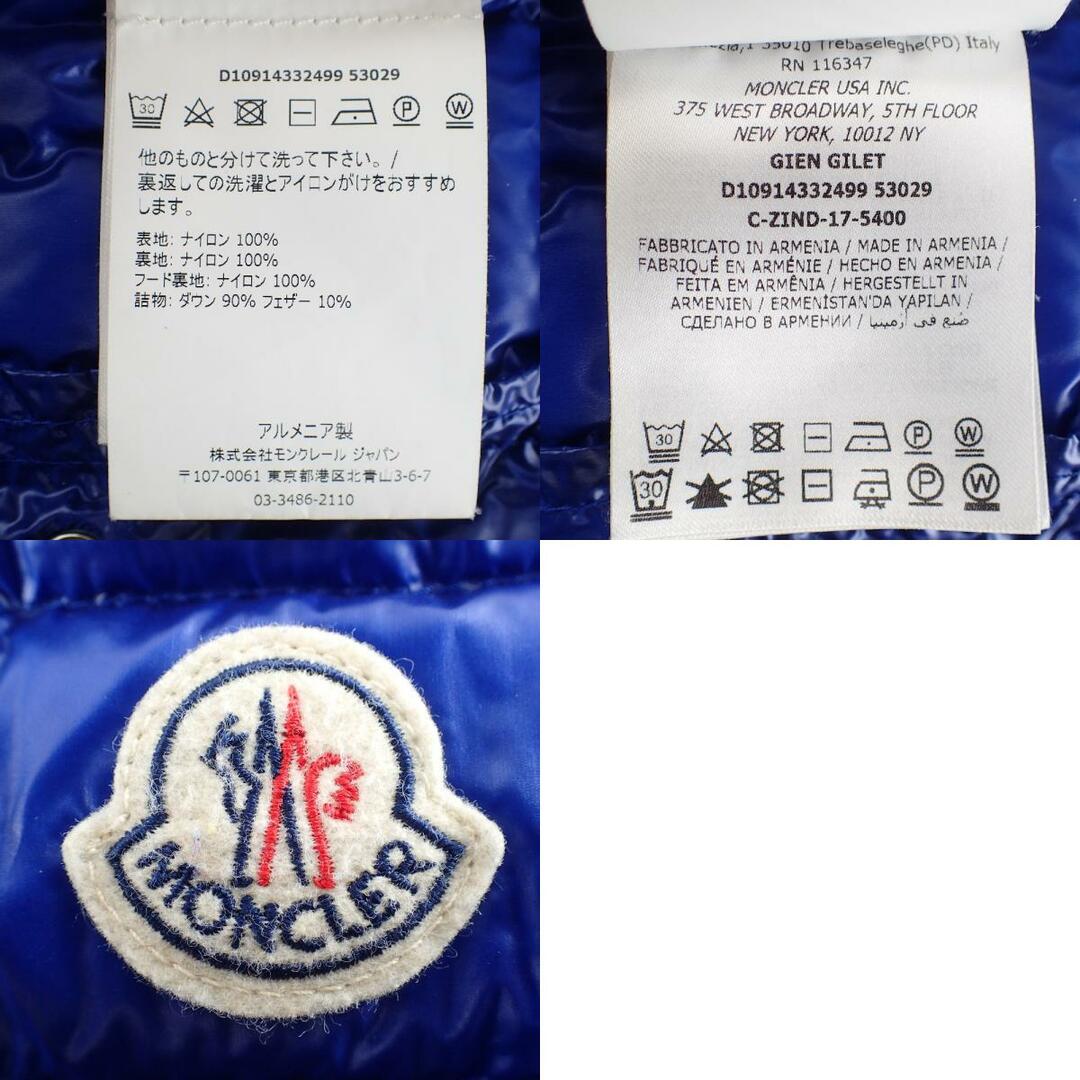 D10914332499 53029
30
P
W
他のものと分けて洗って下さい。/
裏返しての洗濯とアイロンがけをおすすめ
します。
表地: ナイロン 100%
裏地: ナイロン 100%
フード裏地: ナイロン 100%
詰物: ダウン 90% フェザー 10%
アルメニア製
株式会社モンクレール ジャパン
〒107-0061 東京都港区北青山3-6-7
03-3486-2110
35010 Trebaseleghe(PD) Italy
RN 116347
MONCLER USA INC.
375 WEST BROADWAY, 5TH FLOOR
NEW YORK, 10012 NY
GIEN GILET
D10914332499 53029
C-ZIND-17-5400
FABBRICATO IN ARMENIA / MADE IN ARMENIA /
FABRIQUÉ EN ARMÉNIE / HECHO EN ARMENIA /
FEITA EM ARMÊNIA / HERGESTELLT IN
ARMENIEN / ERMENİSTAN'DA YAPILAN /
СДЕЛАНО В АРМЕНИИ / صُنع في أرمينيا
30
P
W
30
P
W
MONCLER